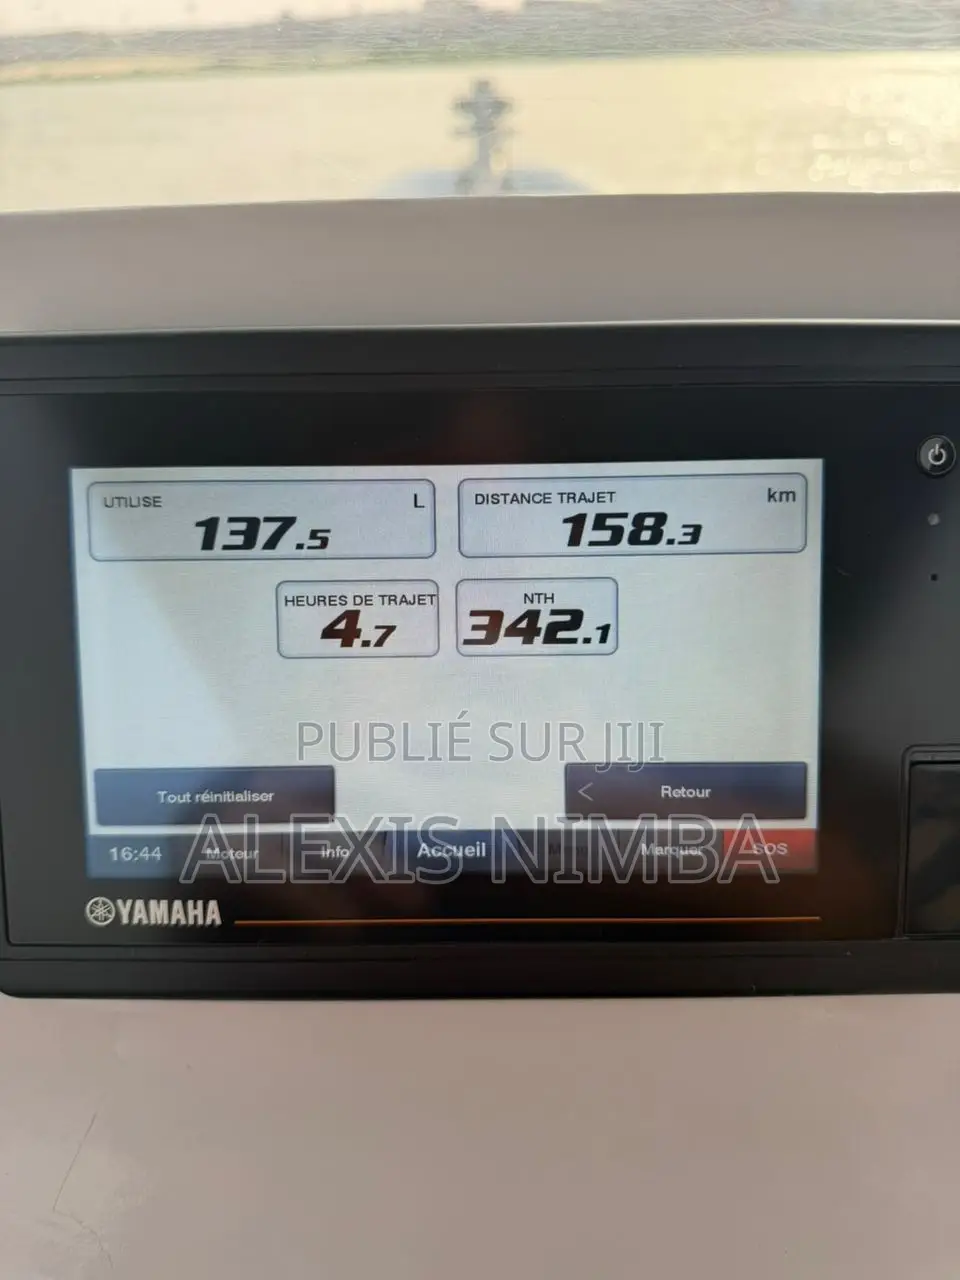 UTILISE L
137.5
DISTANCE TRAJET km
158.3
HEURES DE TRAJET
4.7
NTH
342.1
PUBLIÉ SUR JIJI
Tout réinitialiser
< Retour
ALEXIS NIMBA
16:44 Moteur Info Accueil Menu Marquer SOS
YAMAHA